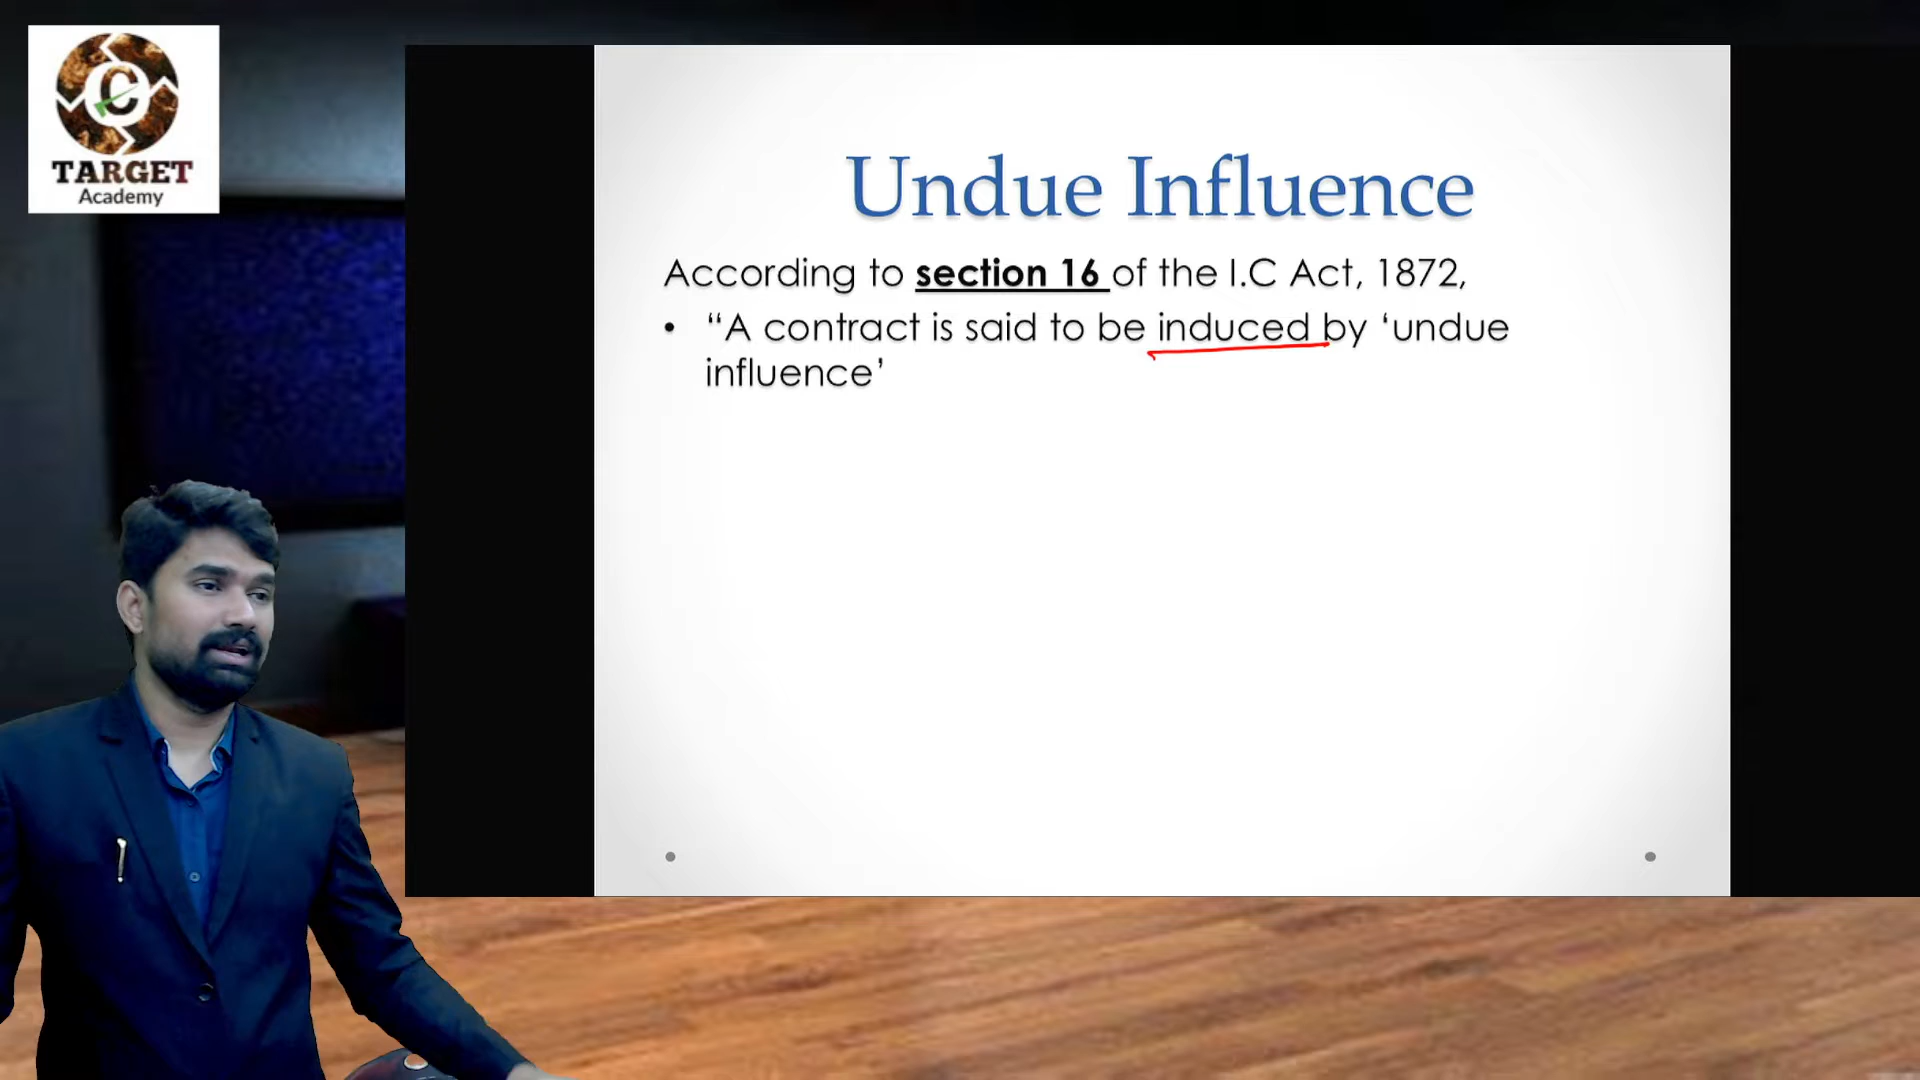 C
TARGET
Academy
Undue Influence
According to section 16 of the I.C Act, 1872,
• “A contract is said to be induced by ‘undue
influence’